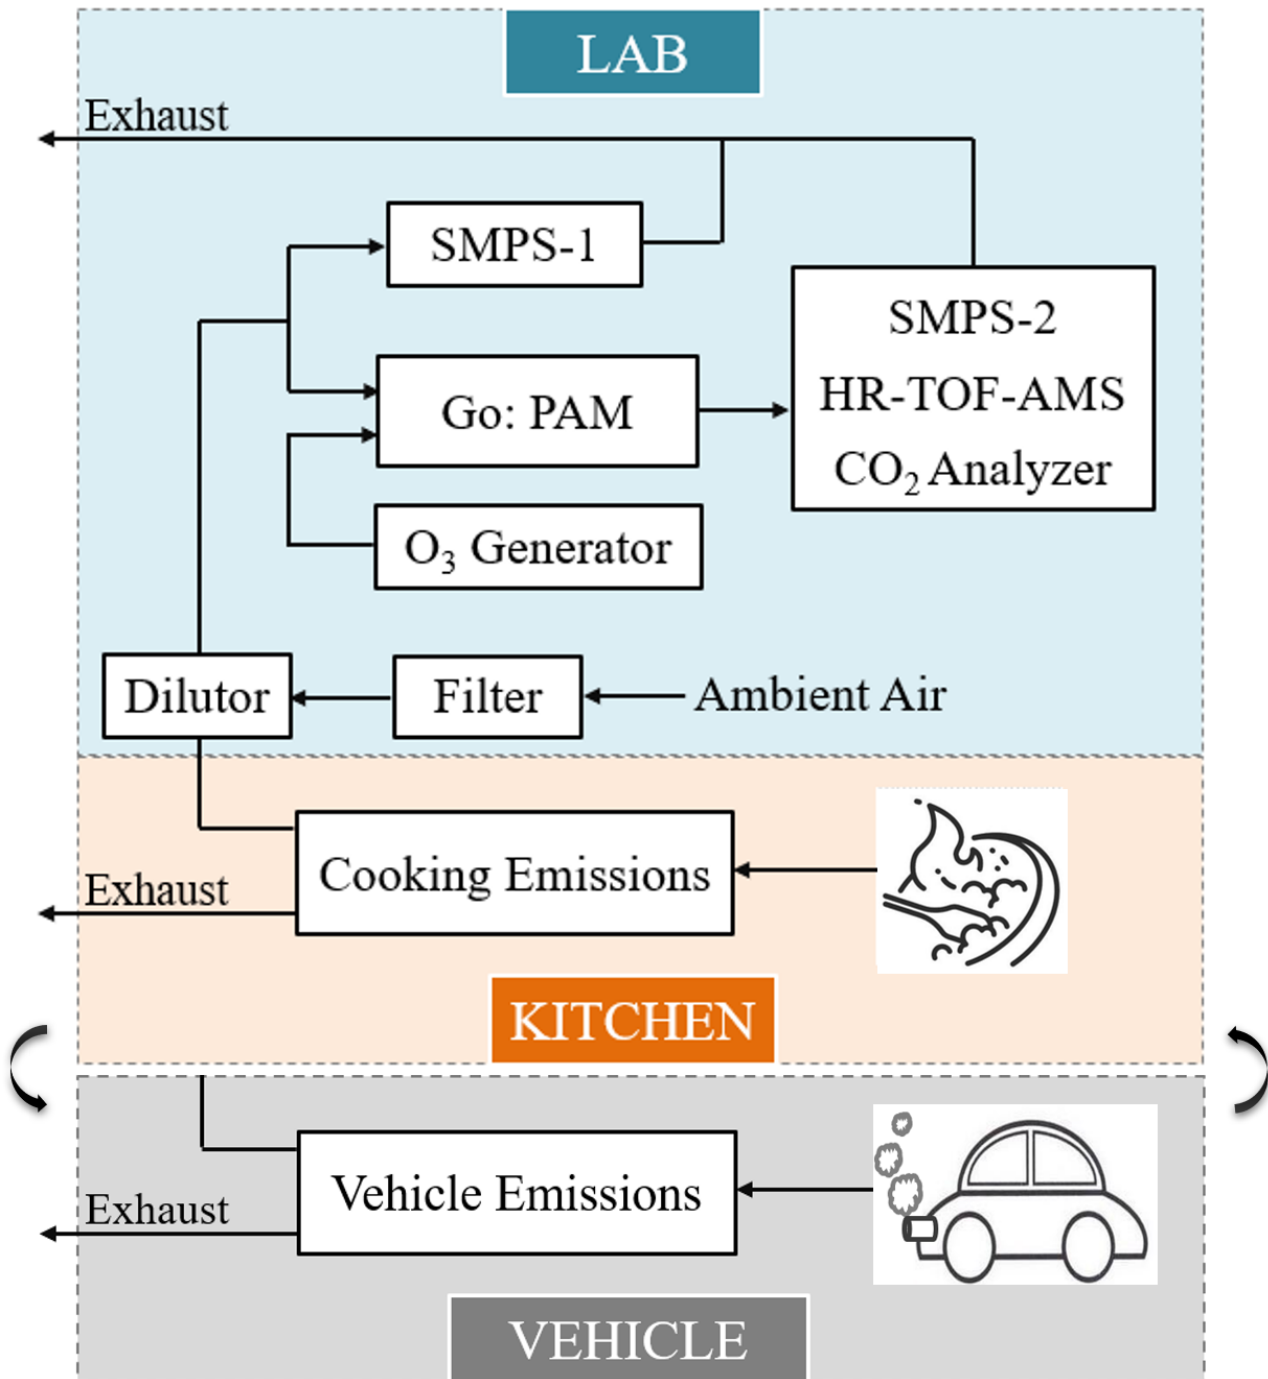 LAB
Exhaust
SMPS-1
SMPS-2
HR-TOF-AMS
CO₂ Analyzer
Go: PAM
O₃ Generator
Dilutor
Filter
Ambient Air
Cooking Emissions
Exhaust
KITCHEN
Vehicle Emissions
Exhaust
VEHICLE